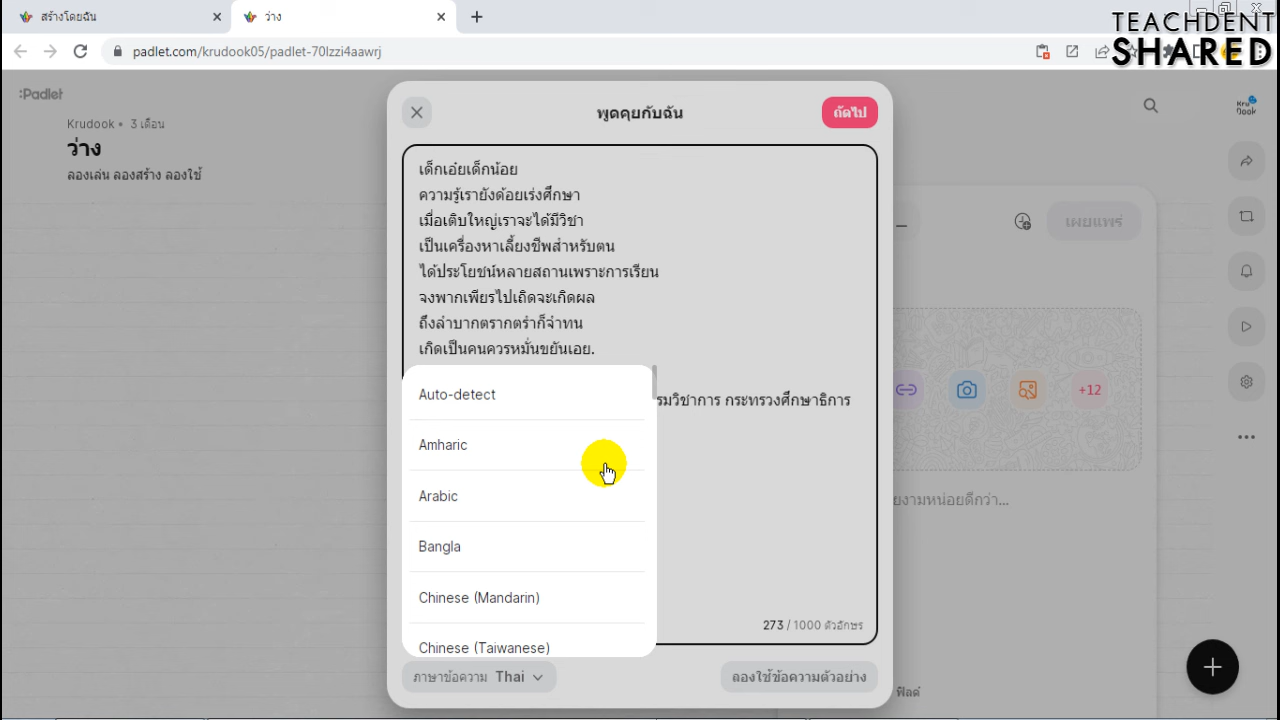 สร้างโดยฉัน
ว่าง
TEACHDENT
SHARED
padlet.com/krudook05/padlet-70lzzi4aawrj
:Padlet
Krudook • 3 เดือน
ว่าง
ลองเล่น ลองสร้าง ลองใช้
พูดคุยกับฉัน
ถัดไป
เด็กเอ๋ยเด็กน้อย
ความรู้เรายังด้อยเร่งศึกษา
เมื่อเติบใหญ่เราจะได้มีวิชา
เป็นเครื่องหาเลี้ยงชีพสำหรับตน
ได้ประโยชน์หลายสถานเพราะการเรียน
จงพากเพียรไปเถิดจะเกิดผล
ถึงลำบากตรากตรำก็จำทน
เกิดเป็นคนควรหมั่นขยันเอย.
รมวิชาการ กระทรวงศึกษาธิการ
Auto-detect
Amharic
Arabic
Bangla
Chinese (Mandarin)
Chinese (Taiwanese)
273 / 1000 ตัวอักษร
ภาษาข้อความ Thai
ลองใช้ข้อความตัวอย่าง
Kru
Dook
เผยแพร่
+12
ยงามหน่อยดีกว่า...
ฟิลด์